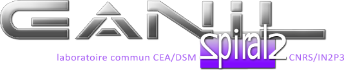 GANIL
Spiral2
laboratoire commun CEA/DSM CNRS/IN2P3